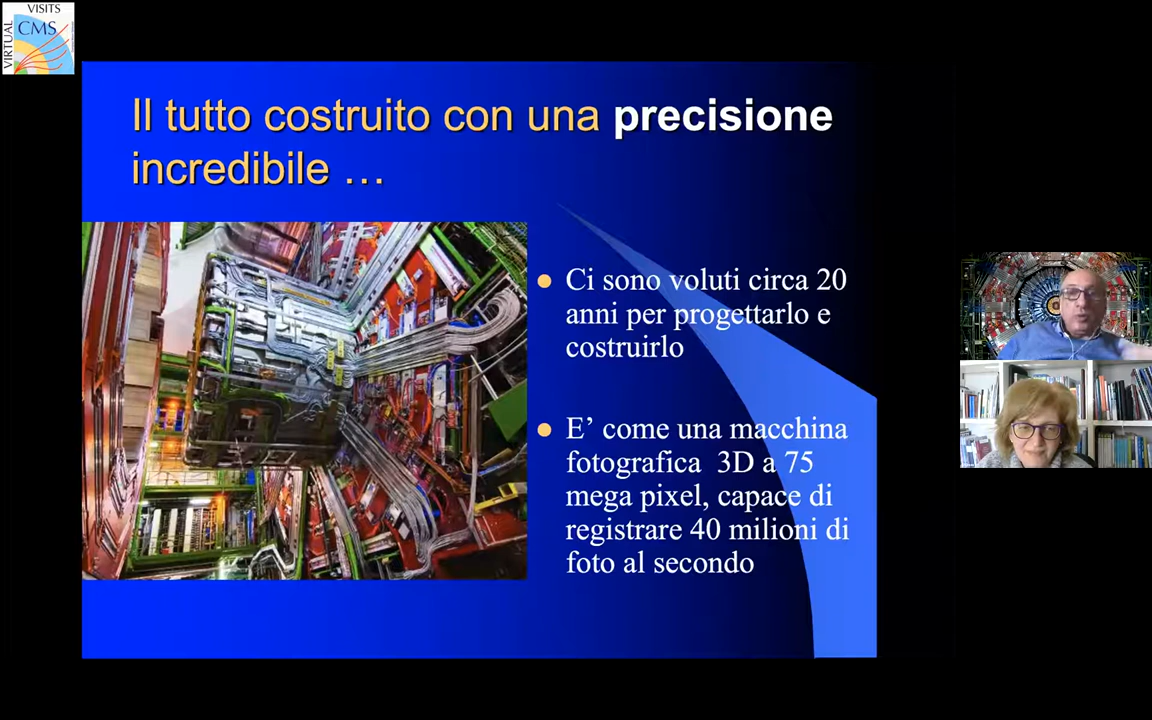 VISITS
VIRTUAL
CMS
Il tutto costruito con una precisione
incredibile …
Ci sono voluti circa 20
anni per progettarlo e
costruirlo
E’ come una macchina
fotografica 3D a 75
mega pixel, capace di
registrare 40 milioni di
foto al secondo